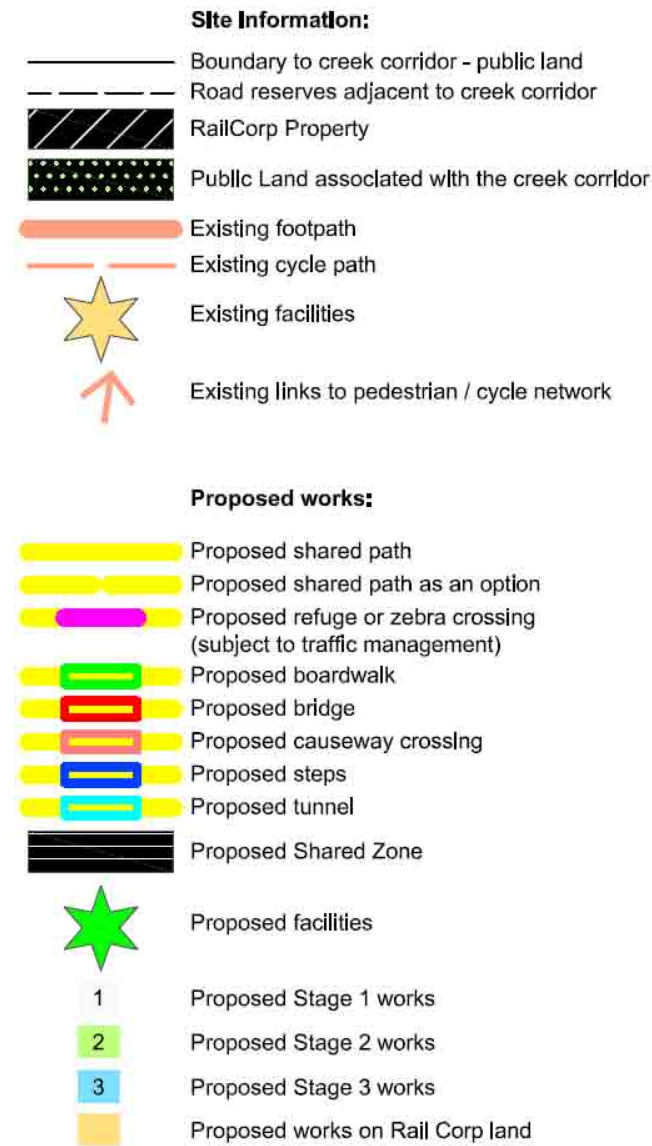 Site Information:
Boundary to creek corridor - public land
Road reserves adjacent to creek corridor
RailCorp Property
Public Land associated with the creek corridor
Existing footpath
Existing cycle path
Existing facilities
Existing links to pedestrian / cycle network
Proposed works:
Proposed shared path
Proposed shared path as an option
Proposed refuge or zebra crossing
(subject to traffic management)
Proposed boardwalk
Proposed bridge
Proposed causeway crossing
Proposed steps
Proposed tunnel
Proposed Shared Zone
Proposed facilities
1 Proposed Stage 1 works
2 Proposed Stage 2 works
3 Proposed Stage 3 works
Proposed works on Rail Corp land